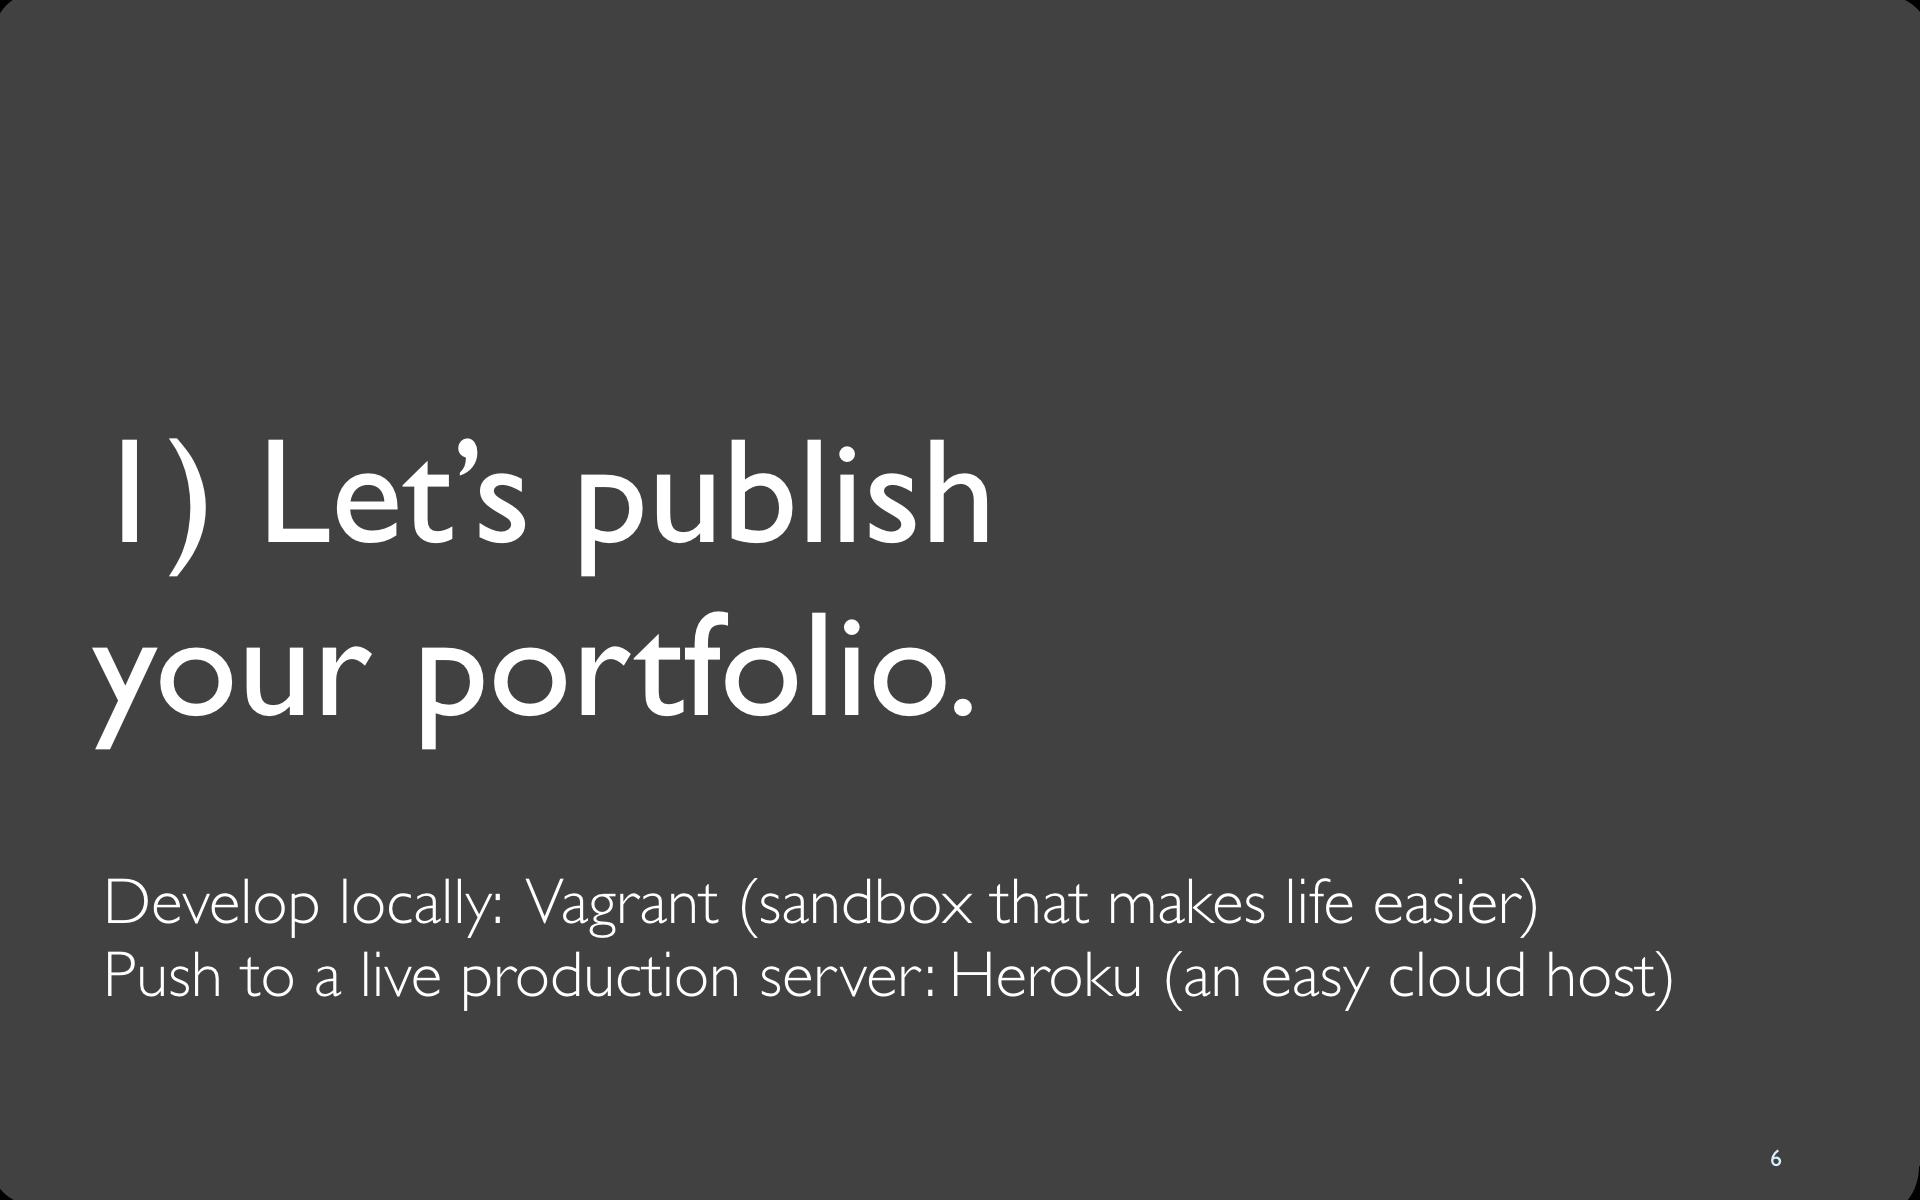 1) Let’s publish
your portfolio.
Develop locally: Vagrant (sandbox that makes life easier)
Push to a live production server: Heroku (an easy cloud host)
6